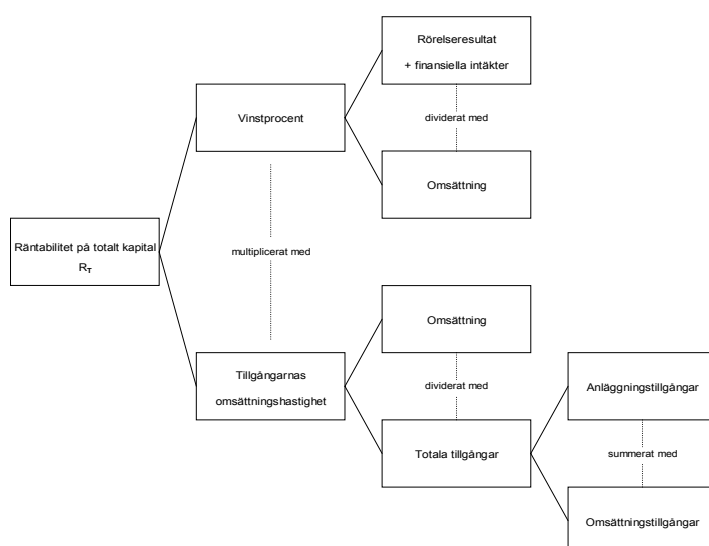 Rörelseresultat
+ finansiella intäkter
Vinstprocent
dividerat med
Omsättning
Räntabilitet på totalt kapital
R_T
multiplicerat med
Omsättning
Tillgångarnas
omsättningshastighet
dividerat med
Anläggningstillgångar
Totala tillgångar
summerat med
Omsättningstillgångar